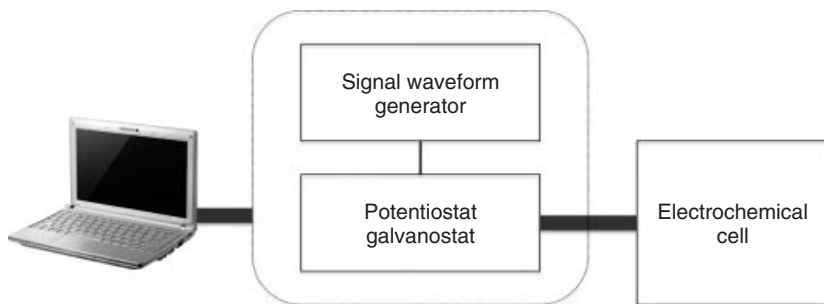 Signal waveform
generator
Potentiostat
galvanostat
Electrochemical
cell